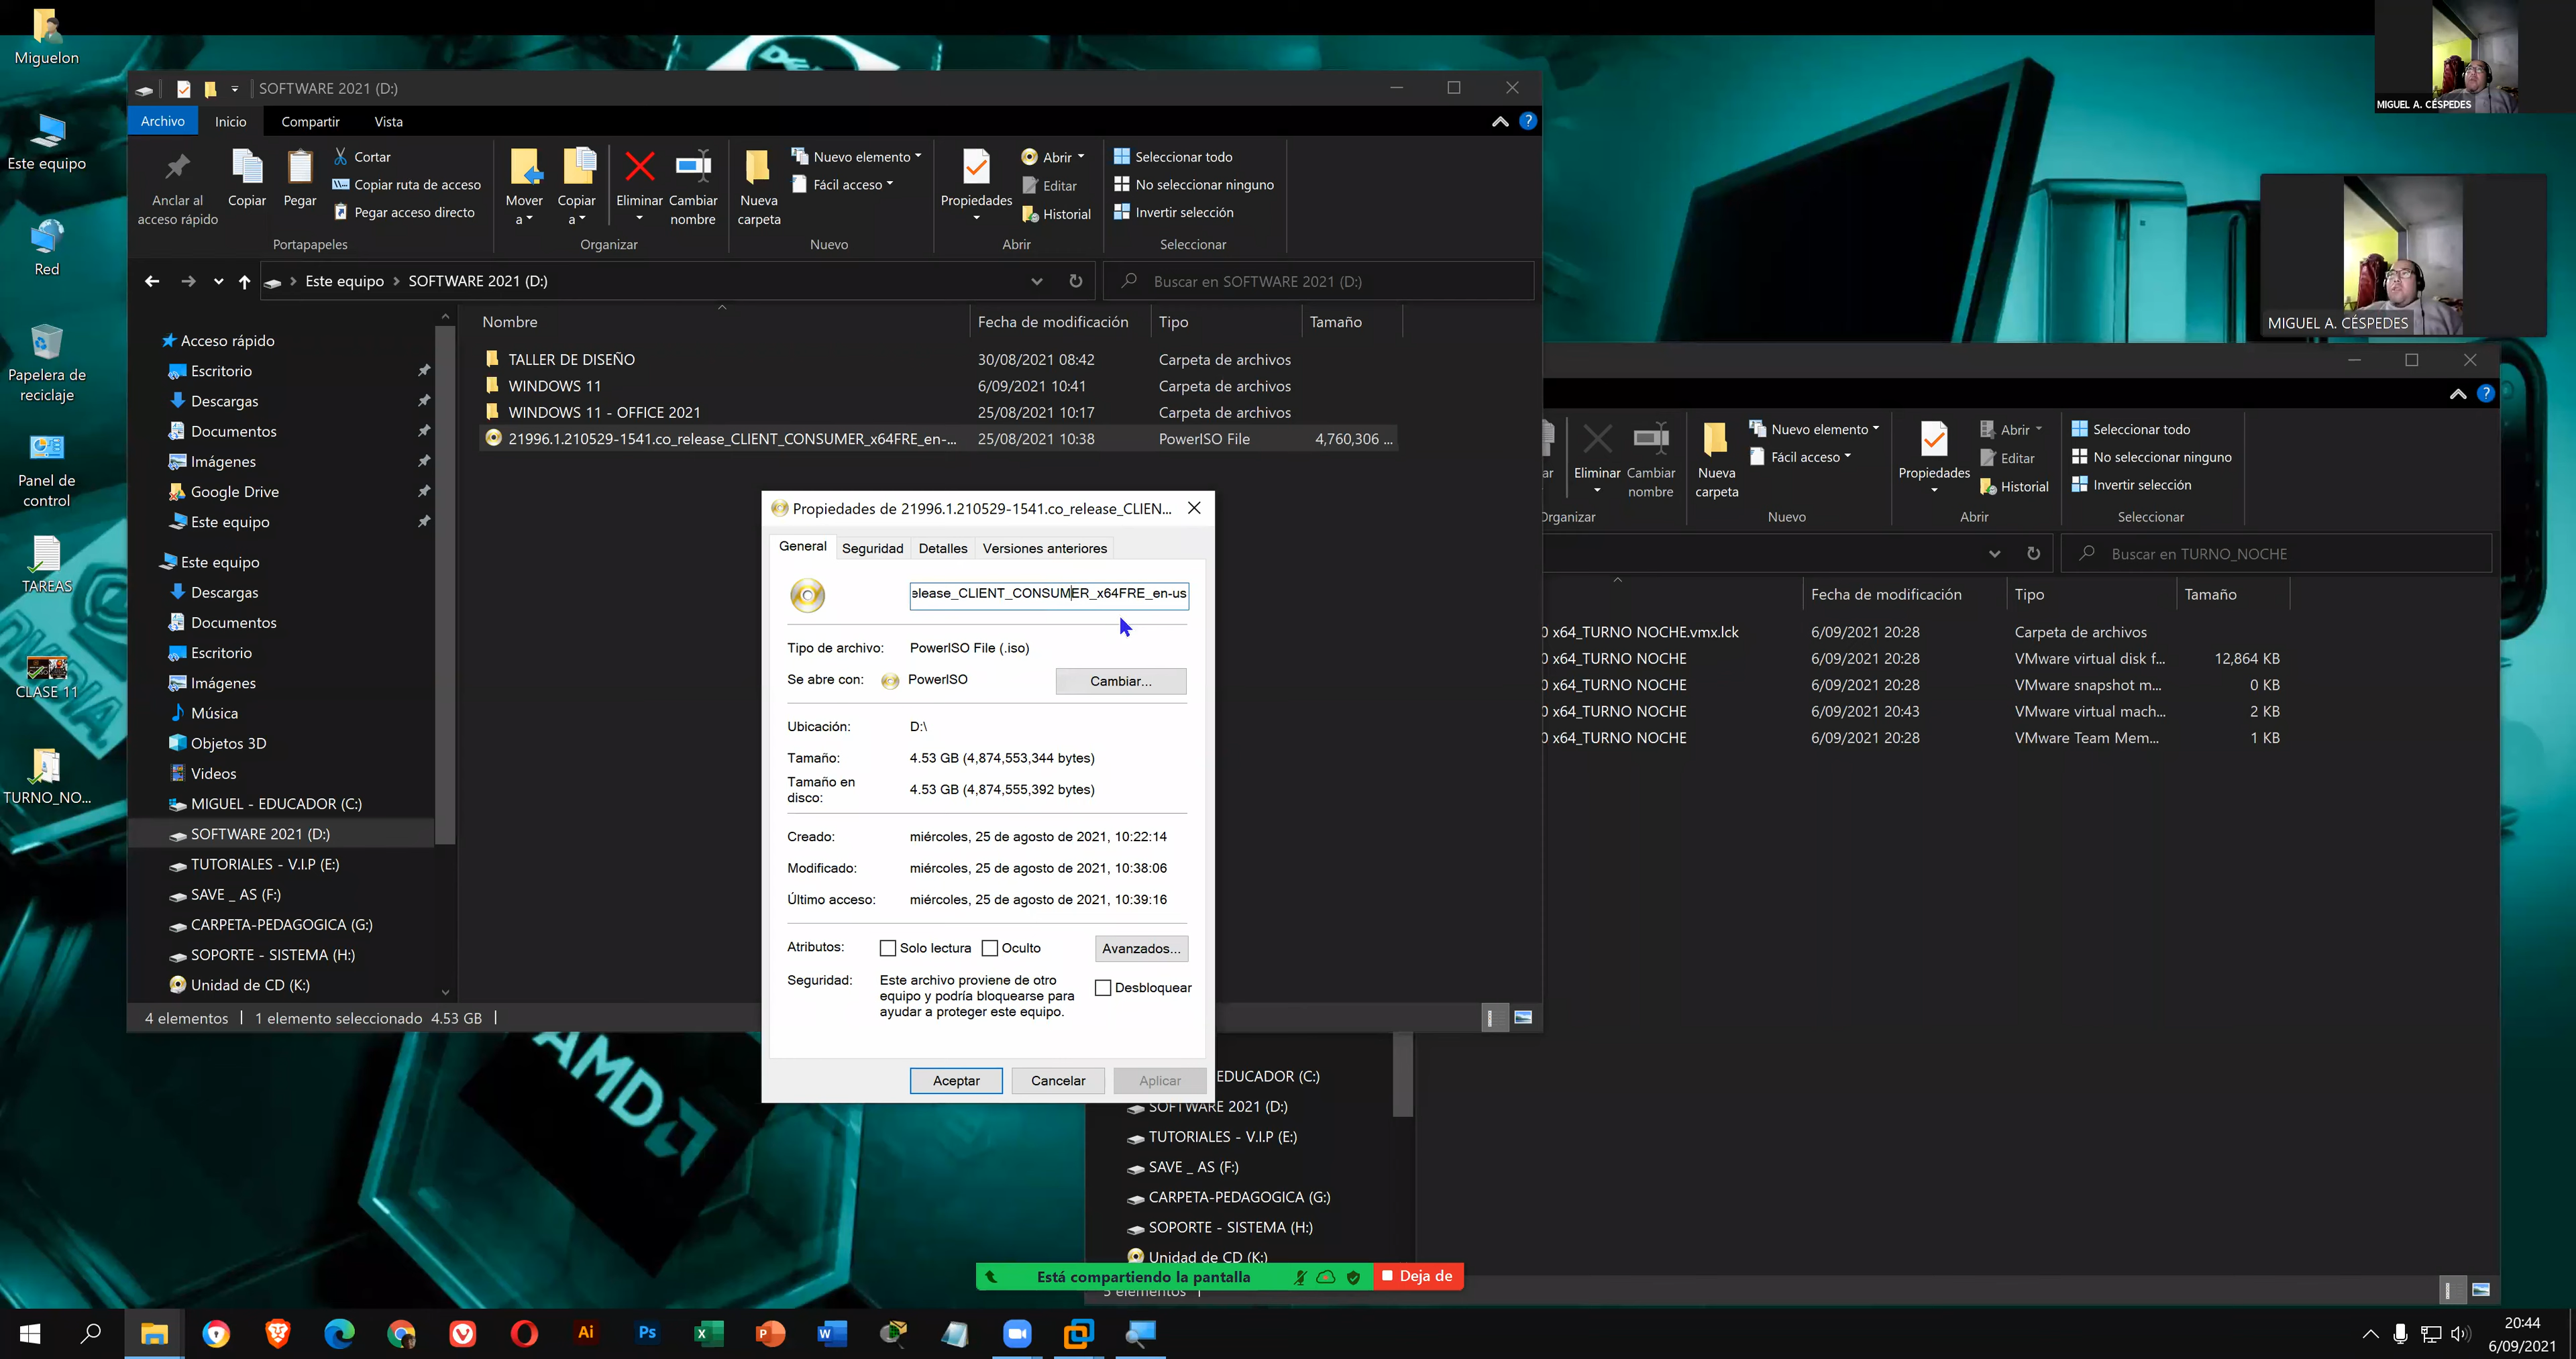 Miguelon
Este equipo
Red
Papelera de
reciclaje
Panel de
control
TAREAS
CLASE 11
TURNO_NO...
SOFTWARE 2021 (D:)
Archivo
Inicio
Compartir
Vista
Anclar al
acceso rápido
Copiar
Pegar
Cortar
Copiar ruta de acceso
Pegar acceso directo
Portapapeles
Mover
a
Copiar
a
Eliminar
Cambiar
nombre
Organizar
Nueva
carpeta
Nuevo elemento
Fácil acceso
Nuevo
Propiedades
Abrir
Editar
Historial
Abrir
Seleccionar todo
No seleccionar ninguno
Invertir selección
Seleccionar
Este equipo
SOFTWARE 2021 (D:)
Buscar en SOFTWARE 2021 (D:)
Acceso rápido
Escritorio
Descargas
Documentos
Imágenes
Google Drive
Este equipo
Este equipo
Descargas
Documentos
Escritorio
Imágenes
Música
Objetos 3D
Videos
MIGUEL - EDUCADOR (C:)
SOFTWARE 2021 (D:)
TUTORIALES - V.I.P (E:)
SAVE _ AS (F:)
CARPETA-PEDAGOGICA (G:)
SOPORTE - SISTEMA (H:)
Unidad de CD (K:)
Nombre Fecha de modificación Tipo Tamaño
TALLER DE DISEÑO 30/08/2021 08:42 Carpeta de archivos
WINDOWS 11 6/09/2021 10:41 Carpeta de archivos
WINDOWS 11 - OFFICE 2021 25/08/2021 10:17 Carpeta de archivos
21996.1.210529-1541.co_release_CLIENT_CONSUMER_x64FRE_en-... 25/08/2021 10:38 PowerISO File 4,760,306 ...
4 elementos
1 elemento seleccionado 4.53 GB
Propiedades de 21996.1.210529-1541.co_release_CLIEN...
General
Seguridad
Detalles
Versiones anteriores
elease_CLIENT_CONSUMER_x64FRE_en-us
Tipo de archivo: PowerISO File (.iso)
Se abre con: PowerISO
Cambiar...
Ubicación: D:\
Tamaño: 4.53 GB (4,874,553,344 bytes)
Tamaño en
disco:
4.53 GB (4,874,555,392 bytes)
Creado: miércoles, 25 de agosto de 2021, 10:22:14
Modificado: miércoles, 25 de agosto de 2021, 10:38:06
Último acceso: miércoles, 25 de agosto de 2021, 10:39:16
Atributos:
Solo lectura
Oculto
Avanzados...
Seguridad:
Este archivo proviene de otro
equipo y podría bloquearse para
ayudar a proteger este equipo.
Desbloquear
Aceptar
Cancelar
Aplicar
MIGUEL A. CÉSPEDES
MIGUEL A. CÉSPEDES
ar
Eliminar
Cambiar
nombre
Organizar
Nueva
carpeta
Nuevo elemento
Fácil acceso
Nuevo
Propiedades
Abrir
Editar
Historial
Abrir
Seleccionar todo
No seleccionar ninguno
Invertir selección
Seleccionar
Buscar en TURNO_NOCHE
Fecha de modificación Tipo Tamaño
0 x64_TURNO NOCHE.vmx.lck 6/09/2021 20:28 Carpeta de archivos
0 x64_TURNO NOCHE 6/09/2021 20:28 VMware virtual disk f... 12,864 KB
0 x64_TURNO NOCHE 6/09/2021 20:28 VMware snapshot m... 0 KB
0 x64_TURNO NOCHE 6/09/2021 20:43 VMware virtual mach... 2 KB
0 x64_TURNO NOCHE 6/09/2021 20:28 VMware Team Mem... 1 KB
EDUCADOR (C:)
SOFTWARE 2021 (D:)
TUTORIALES - V.I.P (E:)
SAVE _ AS (F:)
CARPETA-PEDAGOGICA (G:)
SOPORTE - SISTEMA (H:)
Unidad de CD (K:)
5 elementos
Está compartiendo la pantalla
Deja de
AMD
Ai
Ps
20:44
6/09/2021